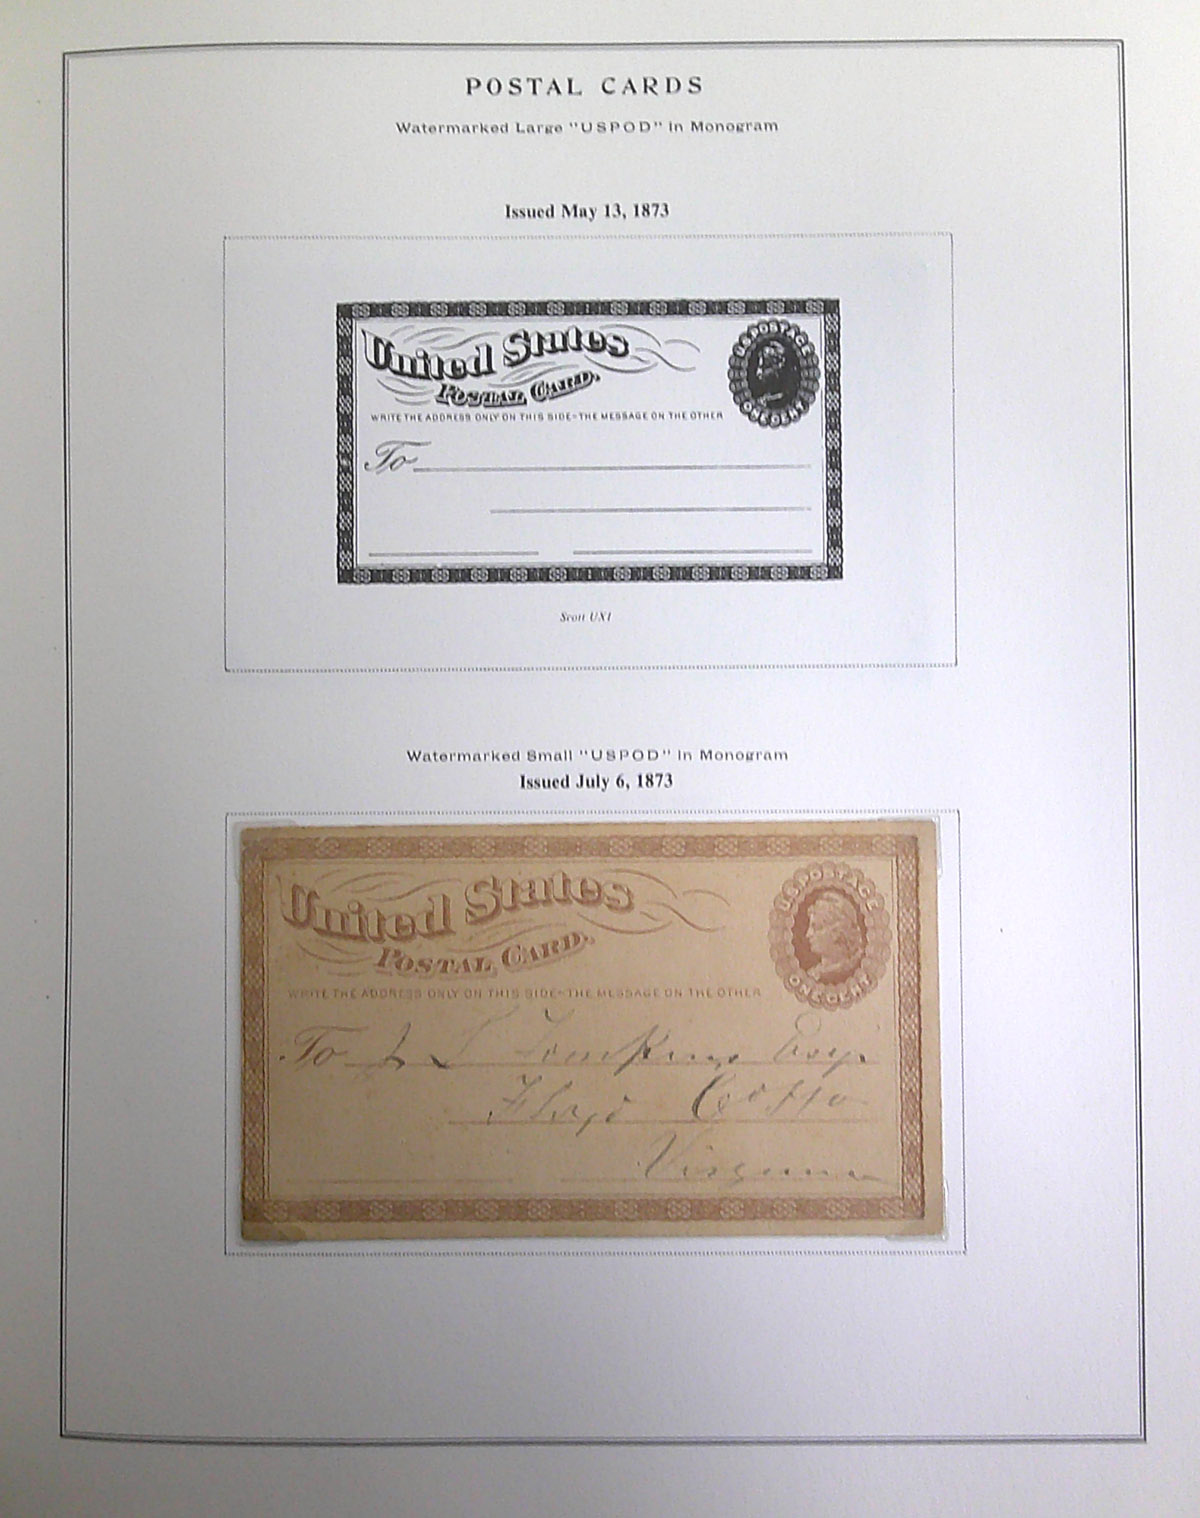 POSTAL CARDS
Watermarked Large "USPOD" in Monogram
Issued May 13, 1873
United States
POSTAL CARD.
U.S. POSTAGE
ONE CENT
WRITE THE ADDRESS ONLY ON THIS SIDE - THE MESSAGE ON THE OTHER
To
Scott UX1
Watermarked Small "USPOD" in Monogram
Issued July 6, 1873
United States
POSTAL CARD.
U.S. POSTAGE
ONE CENT
WRITE THE ADDRESS ONLY ON THIS SIDE - THE MESSAGE ON THE OTHER
To Tompkins Esqr
Floyd
Virginia